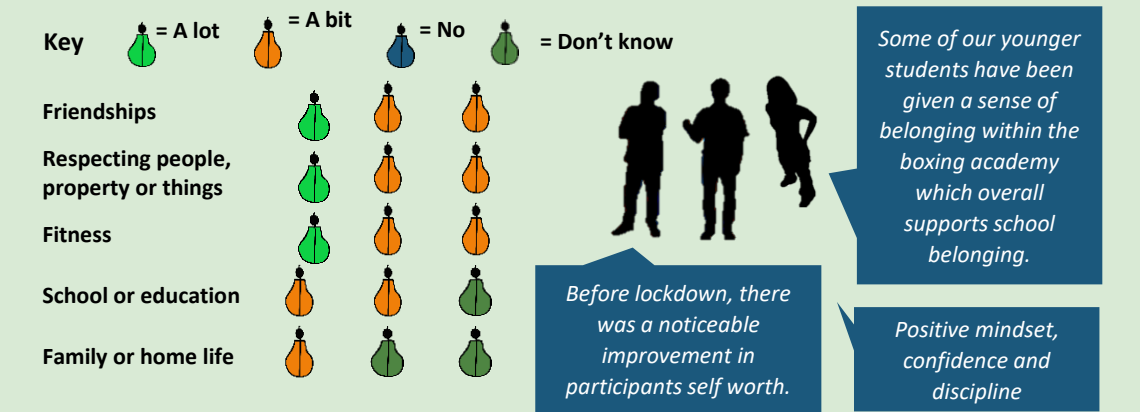 Key = A lot = A bit = No = Don't know
Friendships
Respecting people,
property or things
Fitness
School or education
Family or home life
Some of our younger
students have been
given a sense of
belonging within the
boxing academy
which overall
supports school
belonging.
Before lockdown, there
was a noticeable
improvement in
participants self worth.
Positive mindset,
confidence and
discipline